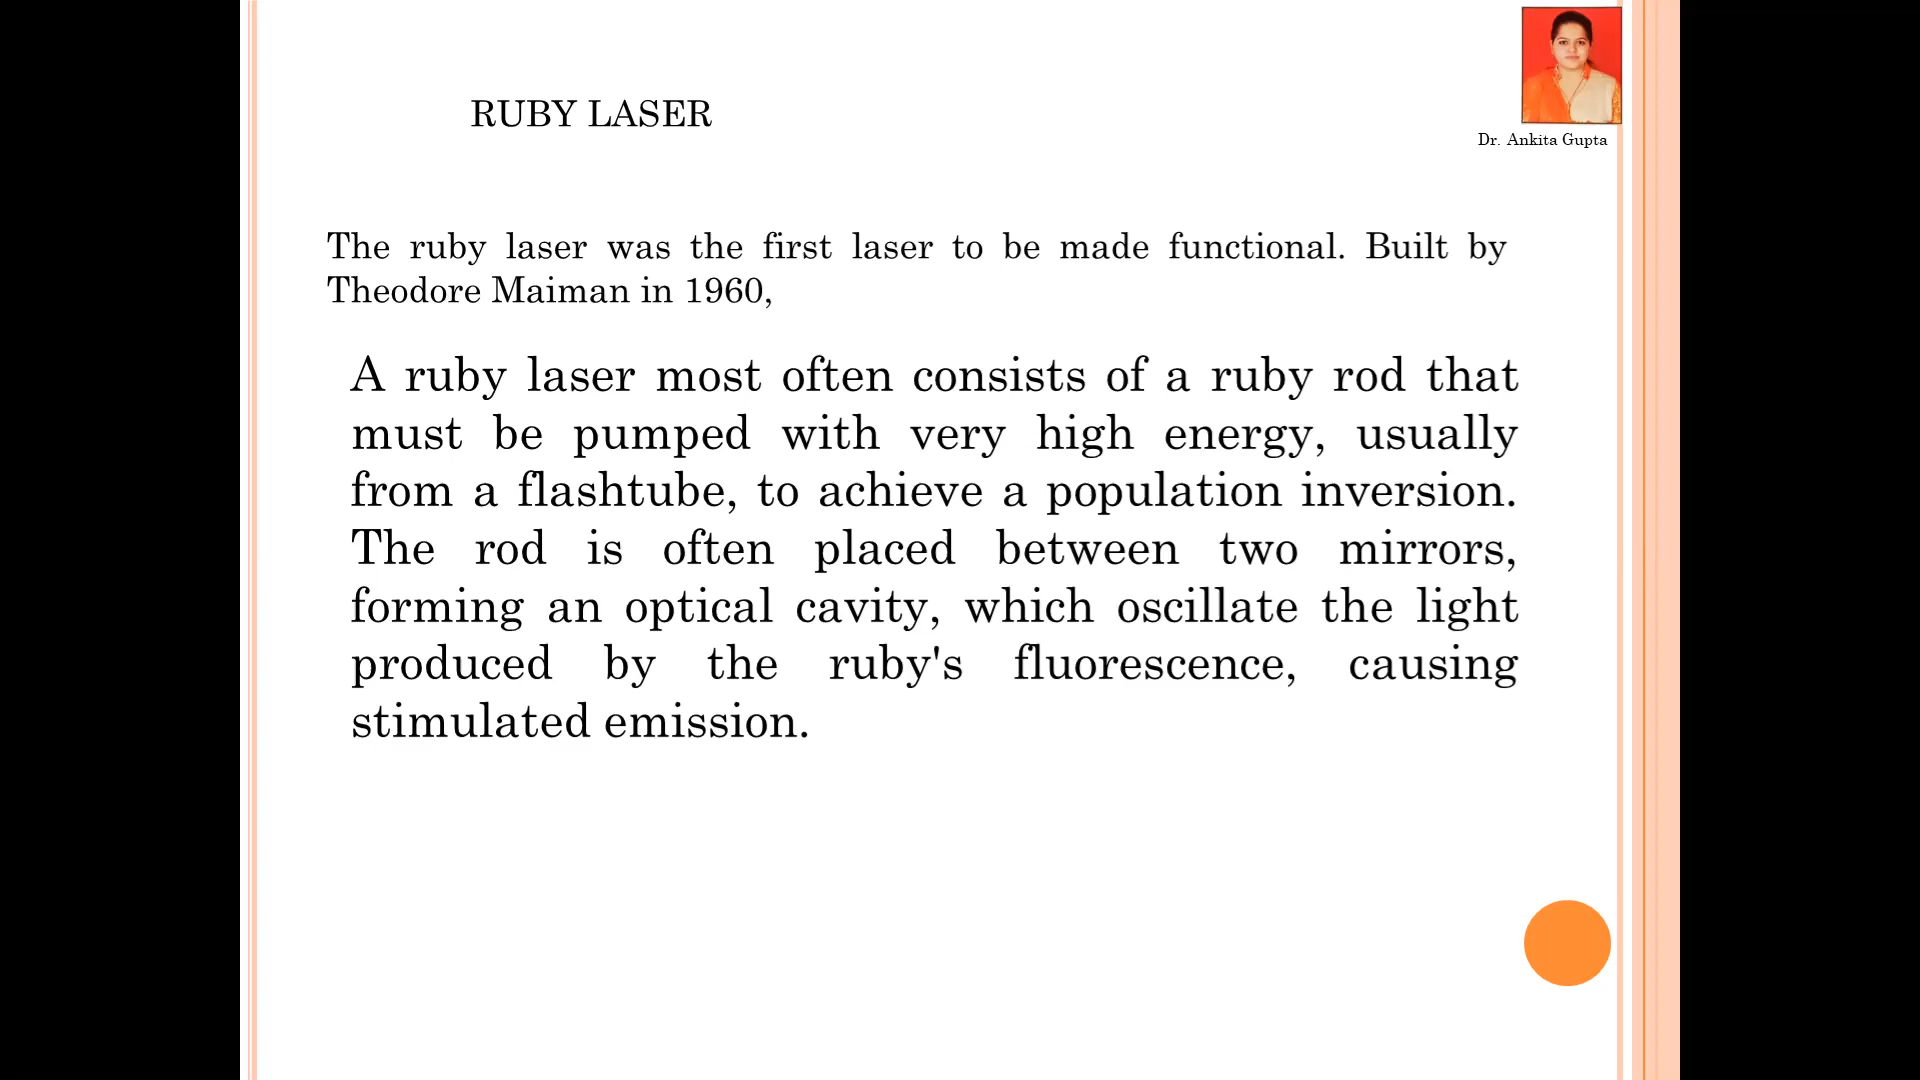 RUBY LASER
Dr. Ankita Gupta
The ruby laser was the first laser to be made functional. Built by
Theodore Maiman in 1960,
A ruby laser most often consists of a ruby rod that
must be pumped with very high energy, usually
from a flashtube, to achieve a population inversion.
The rod is often placed between two mirrors,
forming an optical cavity, which oscillate the light
produced by the ruby's fluorescence, causing
stimulated emission.